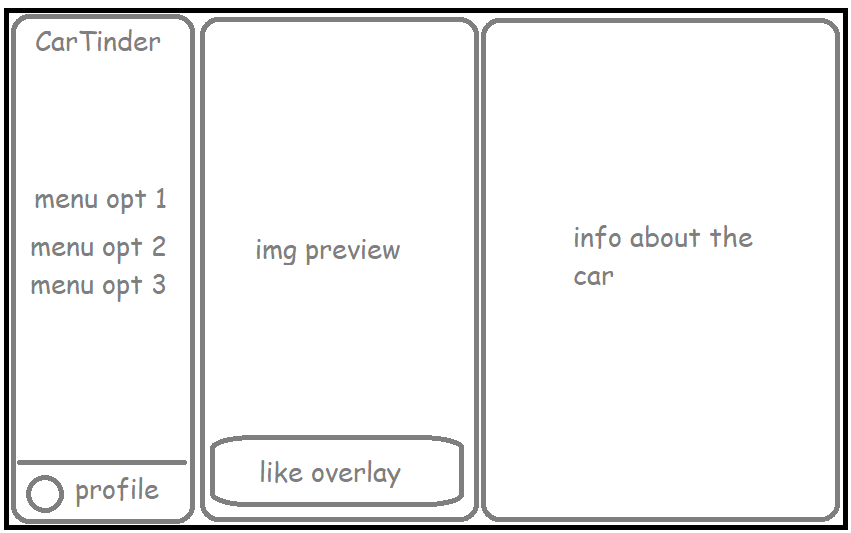 CarTinder
menu opt 1
menu opt 2
menu opt 3
profile
img preview
like overlay
info about the
car